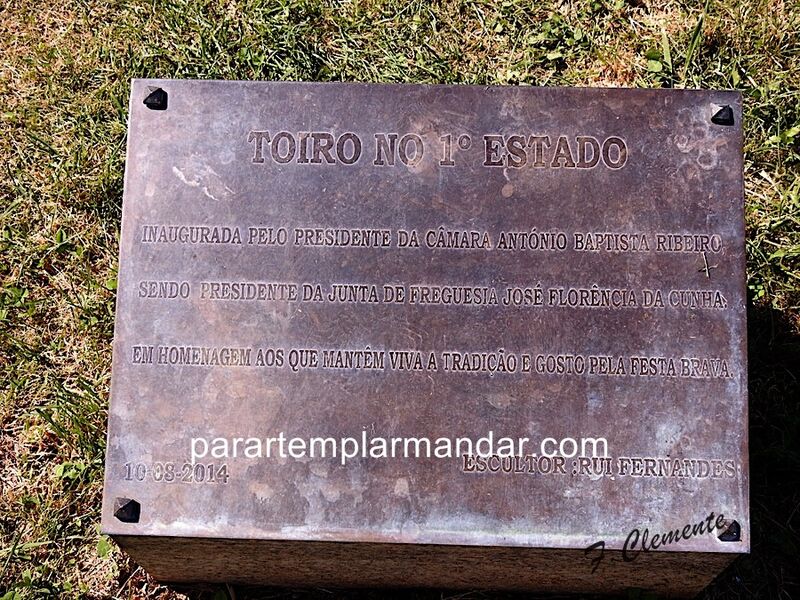 TOIRO NO 1º ESTADO
INAUGURADA PELO PRESIDENTE DA CÂMARA ANTÓNIO BAPTISTA RIBEIRO
SENDO PRESIDENTE DA JUNTA DE FREGUESIA JOSÉ FLORÊNCIA DA CUNHA.
EM HOMENAGEM AOS QUE MANTÊM VIVA A TRADIÇÃO E GOSTO PELA FESTA BRAVA.
parartemplarmandar.com
10-08-2014 ESCULTOR :RUI FERNANDES
F. Clemente